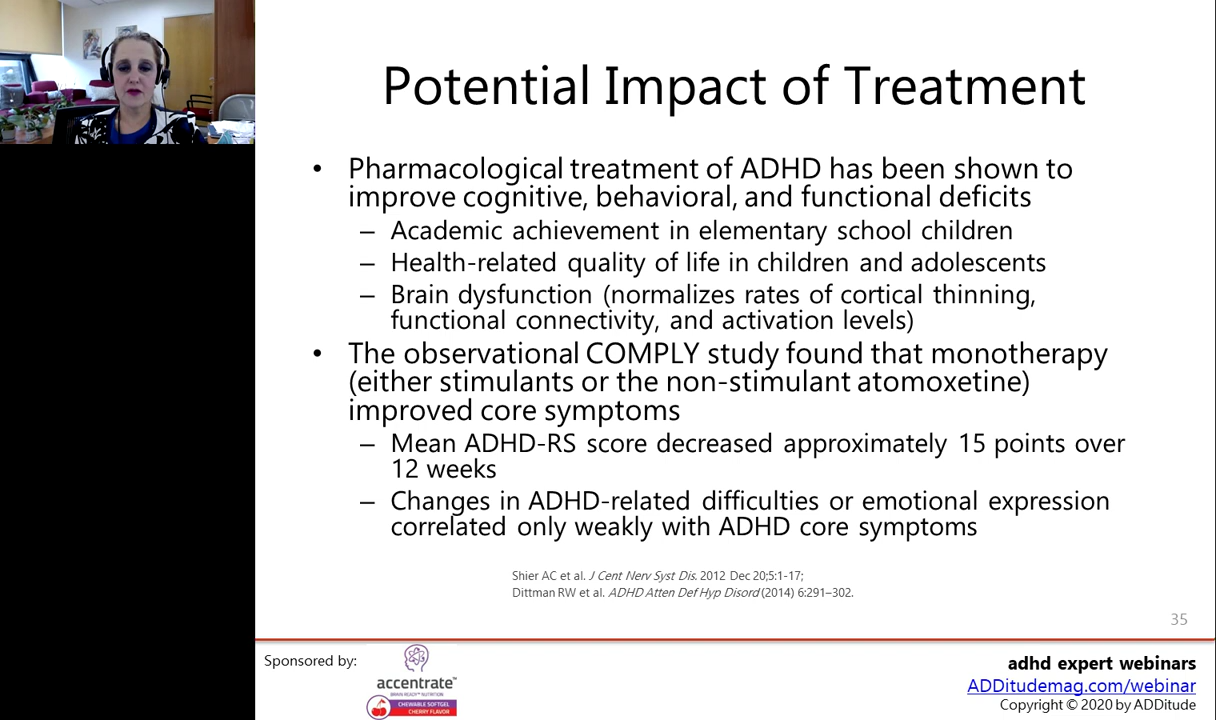 Potential Impact of Treatment
• Pharmacological treatment of ADHD has been shown to
improve cognitive, behavioral, and functional deficits
– Academic achievement in elementary school children
– Health-related quality of life in children and adolescents
– Brain dysfunction (normalizes rates of cortical thinning,
functional connectivity, and activation levels)
• The observational COMPLY study found that monotherapy
(either stimulants or the non-stimulant atomoxetine)
improved core symptoms
– Mean ADHD-RS score decreased approximately 15 points over
12 weeks
– Changes in ADHD-related difficulties or emotional expression
correlated only weakly with ADHD core symptoms
Shier AC et al. J Cent Nerv Syst Dis. 2012 Dec 20;5:1-17;
Dittman RW et al. ADHD Atten Def Hyp Disord (2014) 6:291–302.
35
Sponsored by:
accentrate™
BRAIN READY™ NUTRITION
CHEWABLE SOFTGEL
CHERRY FLAVOR
adhd expert webinars
ADDitudemag.com/webinar
Copyright © 2020 by ADDitude